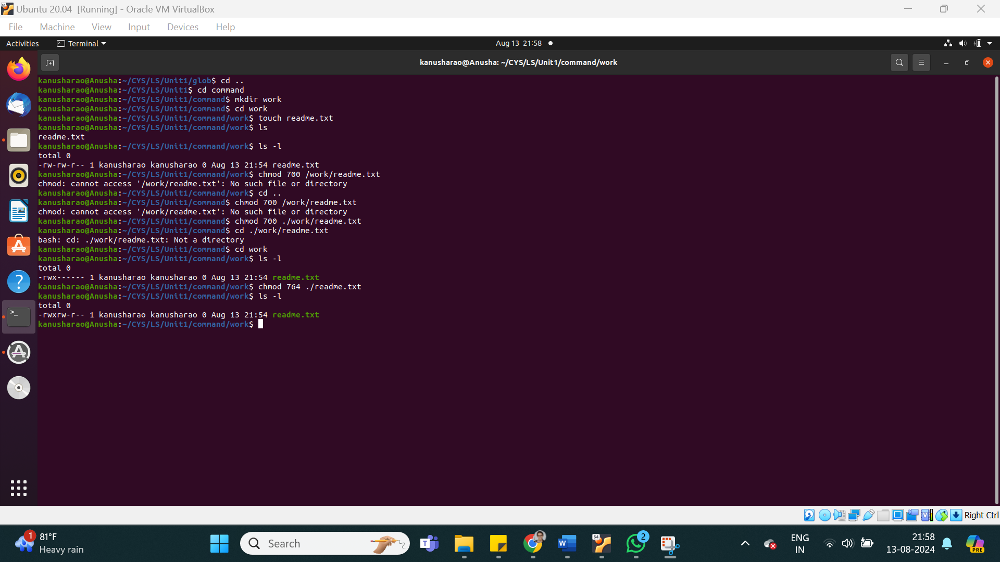 Ubuntu 20.04 [Running] - Oracle VM VirtualBox
File Machine View Input Devices Help
Activities Terminal Aug 13 21:58
kanusharao@Anusha: ~/CYS/LS/Unit1/command/work
kanusharao@Anusha:~/CYS/LS/Unit1/glob$ cd ..
kanusharao@Anusha:~/CYS/LS/Unit1$ cd command
kanusharao@Anusha:~/CYS/LS/Unit1/command$ mkdir work
kanusharao@Anusha:~/CYS/LS/Unit1/command$ cd work
kanusharao@Anusha:~/CYS/LS/Unit1/command/work$ touch readme.txt
kanusharao@Anusha:~/CYS/LS/Unit1/command/work$ ls
readme.txt
kanusharao@Anusha:~/CYS/LS/Unit1/command/work$ ls -l
total 0
-rw-rw-r-- 1 kanusharao kanusharao 0 Aug 13 21:54 readme.txt
kanusharao@Anusha:~/CYS/LS/Unit1/command/work$ chmod 700 /work/readme.txt
chmod: cannot access '/work/readme.txt': No such file or directory
kanusharao@Anusha:~/CYS/LS/Unit1/command/work$ cd ..
kanusharao@Anusha:~/CYS/LS/Unit1/command$ chmod 700 /work/readme.txt
chmod: cannot access '/work/readme.txt': No such file or directory
kanusharao@Anusha:~/CYS/LS/Unit1/command$ chmod 700 ./work/readme.txt
kanusharao@Anusha:~/CYS/LS/Unit1/command$ cd ./work/readme.txt
bash: cd: ./work/readme.txt: Not a directory
kanusharao@Anusha:~/CYS/LS/Unit1/command$ cd work
kanusharao@Anusha:~/CYS/LS/Unit1/command/work$ ls -l
total 0
-rwx------ 1 kanusharao kanusharao 0 Aug 13 21:54 readme.txt
kanusharao@Anusha:~/CYS/LS/Unit1/command/work$ chmod 764 ./readme.txt
kanusharao@Anusha:~/CYS/LS/Unit1/command/work$ ls -l
total 0
-rwxrw-r-- 1 kanusharao kanusharao 0 Aug 13 21:54 readme.txt
kanusharao@Anusha:~/CYS/LS/Unit1/command/work$
Right Ctrl
1 81°F
Heavy rain
Search
64
2
ENG
IN
21:58
13-08-2024
PRE